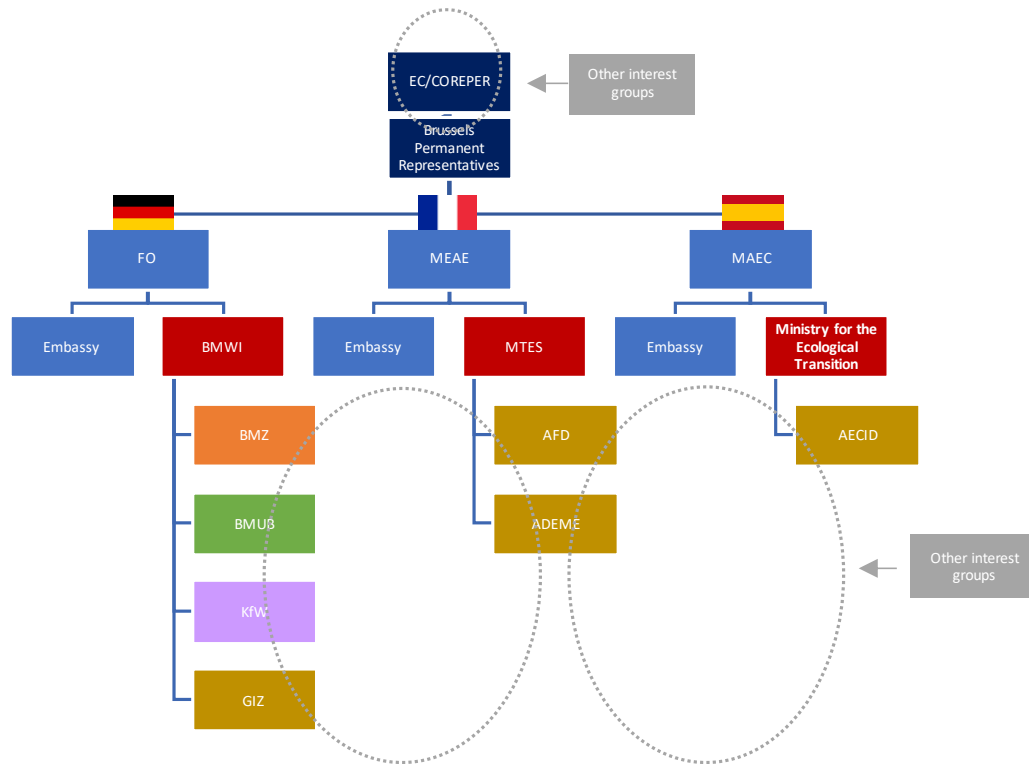 EC/COREPER
Other interest
groups
Brussels
Permanent
Representatives
FO
MEAE
MAEC
Embassy
BMWI
Embassy
MTES
Embassy
Ministry for the
Ecological
Transition
BMZ
AFD
AECID
BMUB
ADEME
Other interest
groups
KfW
GIZ